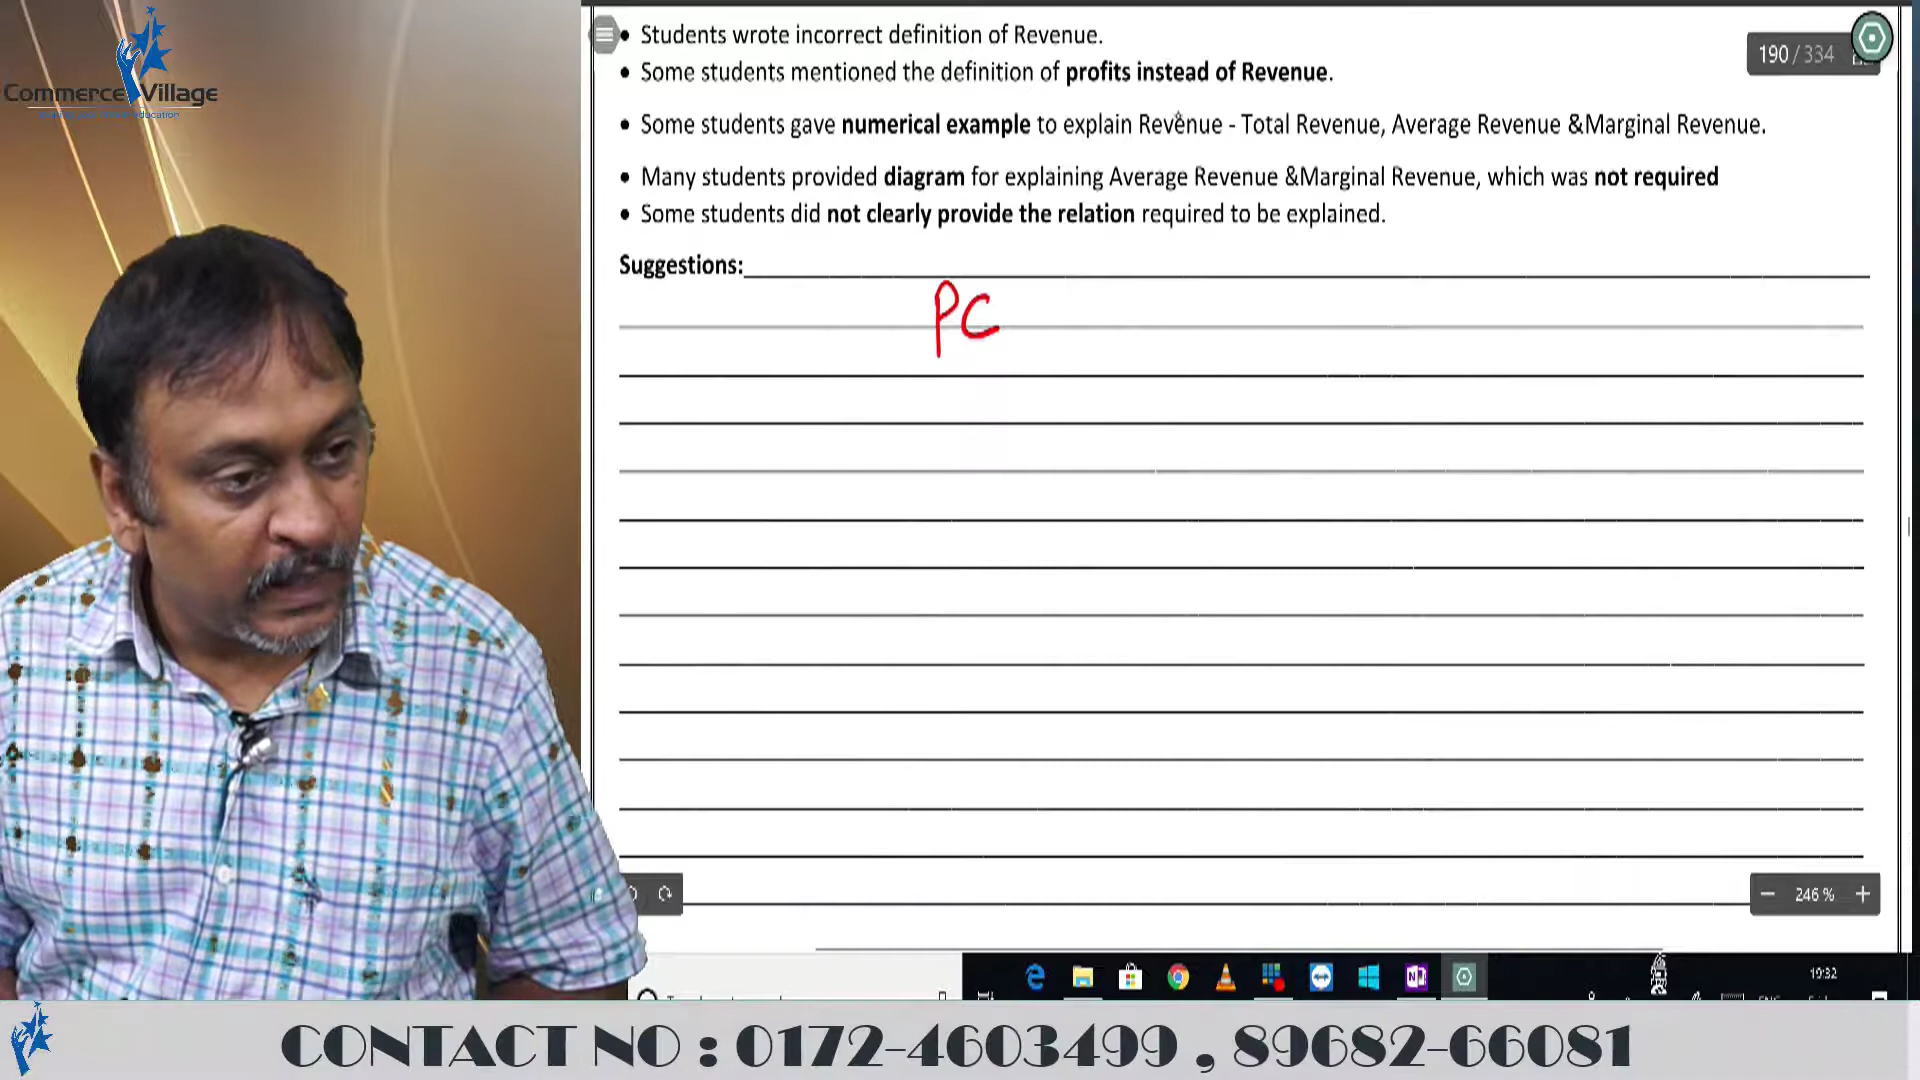 Commerce Village
• Students wrote incorrect definition of Revenue.
190 / 334
• Some students mentioned the definition of profits instead of Revenue.
• Some students gave numerical example to explain Revenue - Total Revenue, Average Revenue &Marginal Revenue.
• Many students provided diagram for explaining Average Revenue &Marginal Revenue, which was not required
• Some students did not clearly provide the relation required to be explained.
Suggestions:
PC
246 %
19:32
CONTACT NO : 0172-4603499 , 89682-66081